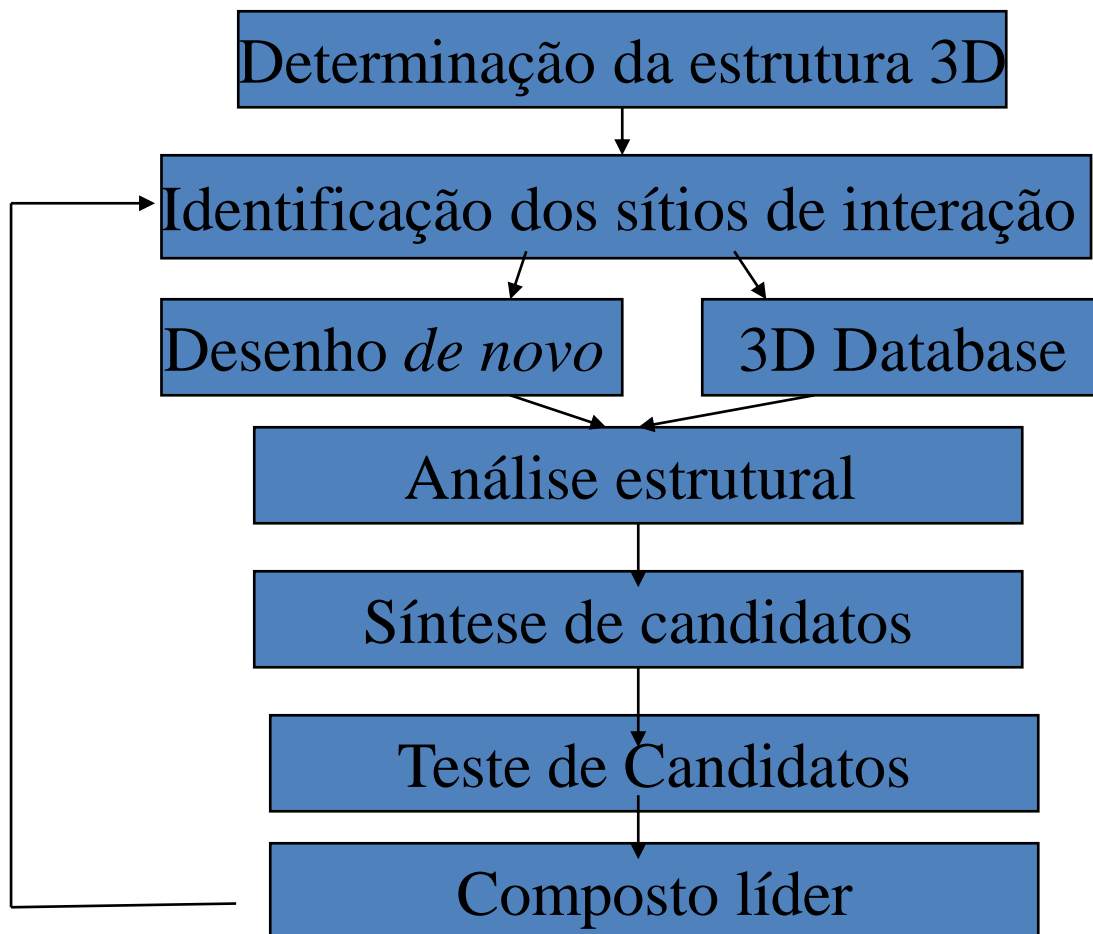 Determinação da estrutura 3D
Identificação dos sítios de interação
Desenho de novo
3D Database
Análise estrutural
Síntese de candidatos
Teste de Candidatos
Composto líder